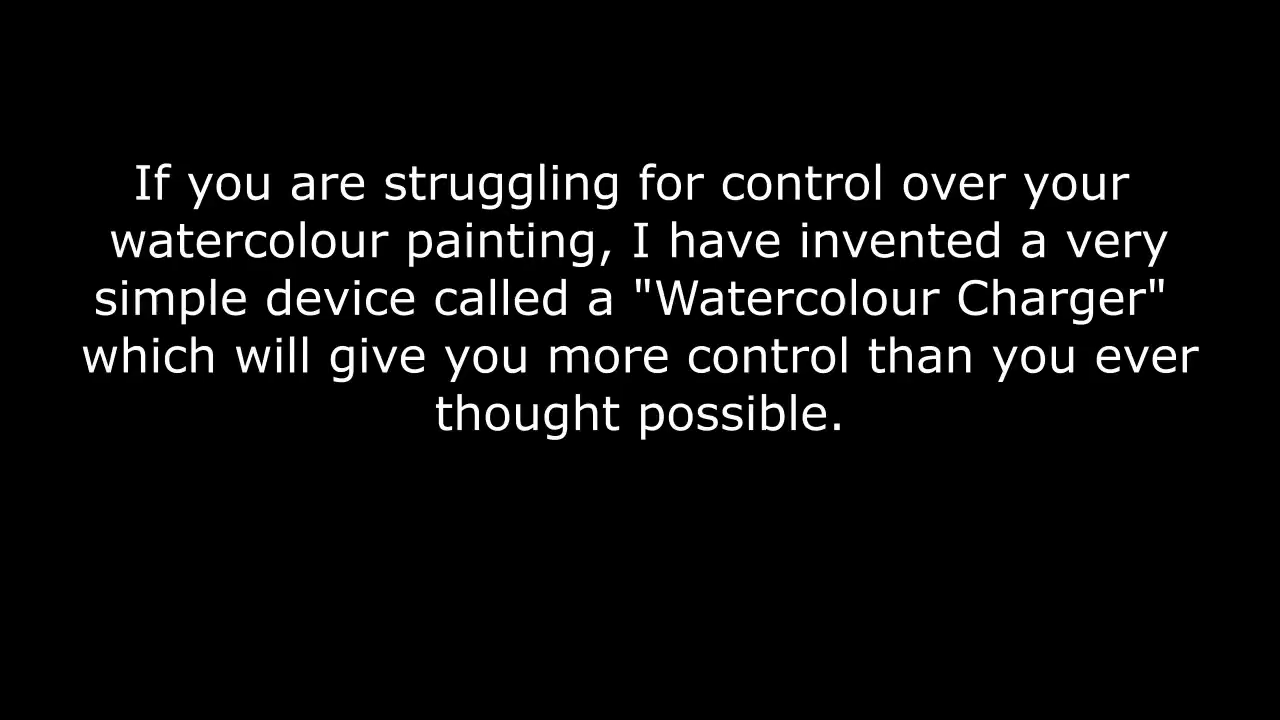 If you are struggling for control over your
watercolour painting, I have invented a very
simple device called a "Watercolour Charger"
which will give you more control than you ever
thought possible.